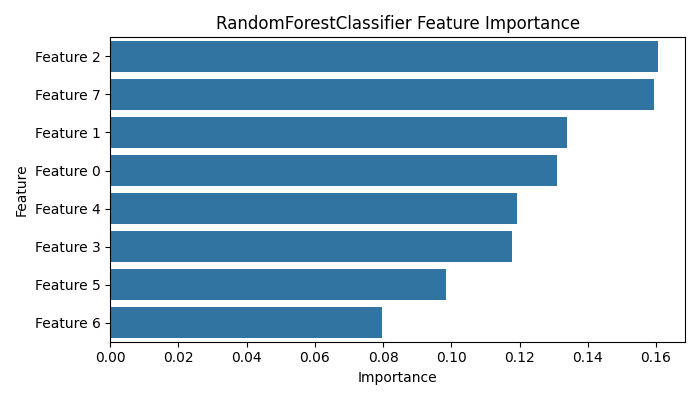 RandomForestClassifier Feature Importance
Feature 2
Feature 7
Feature 1
Feature 0
Feature 4
Feature 3
Feature 5
Feature 6
Feature
0.00 0.02 0.04 0.06 0.08 0.10 0.12 0.14 0.16
Importance